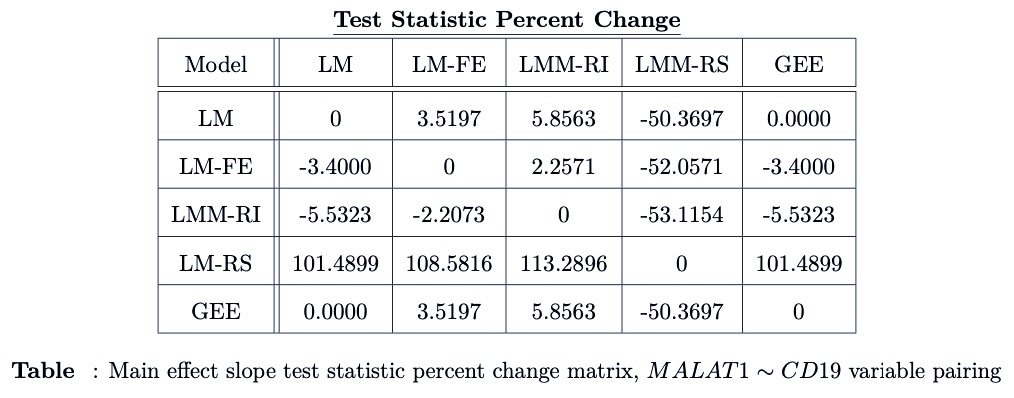 Test Statistic Percent Change
Model LM LM-FE LMM-RI LMM-RS GEE
LM 0 3.5197 5.8563 -50.3697 0.0000
LM-FE -3.4000 0 2.2571 -52.0571 -3.4000
LMM-RI -5.5323 -2.2073 0 -53.1154 -5.5323
LM-RS 101.4899 108.5816 113.2896 0 101.4899
GEE 0.0000 3.5197 5.8563 -50.3697 0
Table : Main effect slope test statistic percent change matrix, MALAT1 ∼ CD19 variable pairing